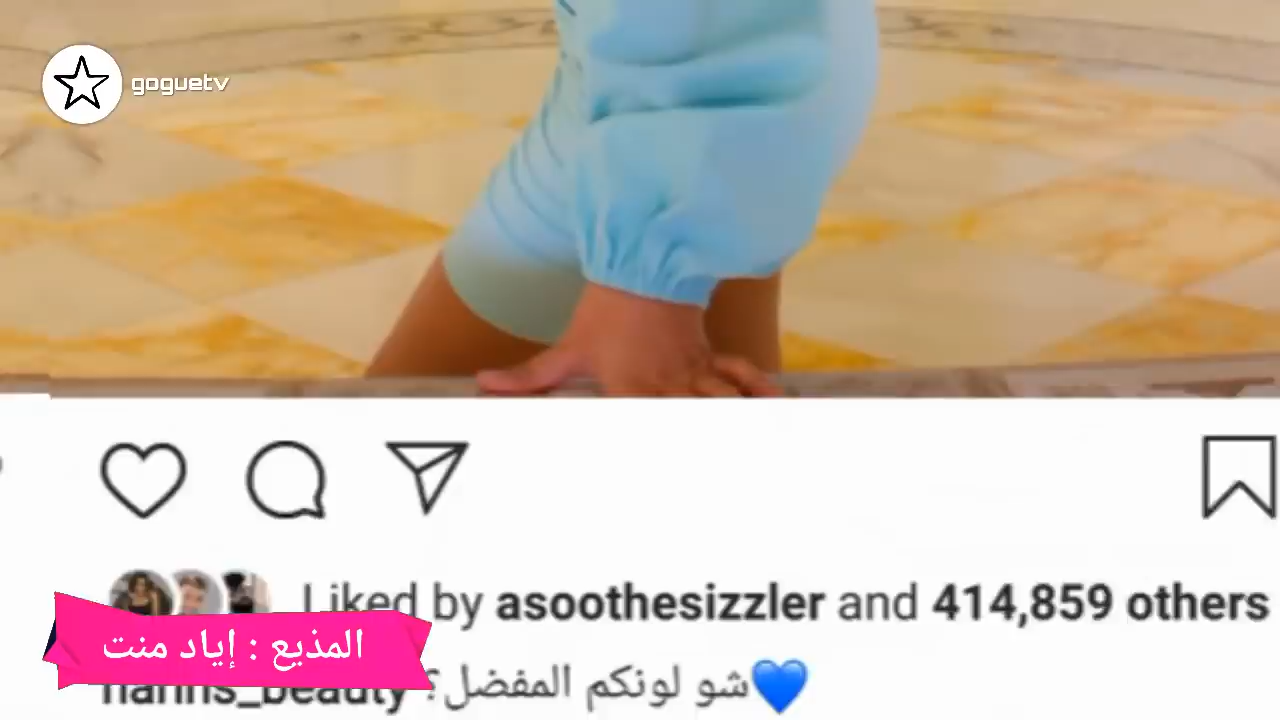 goguetv
Liked by asoothesizzler and 414,859 others
المذيع : إياد منت
شو لونكم المفضل؟💙